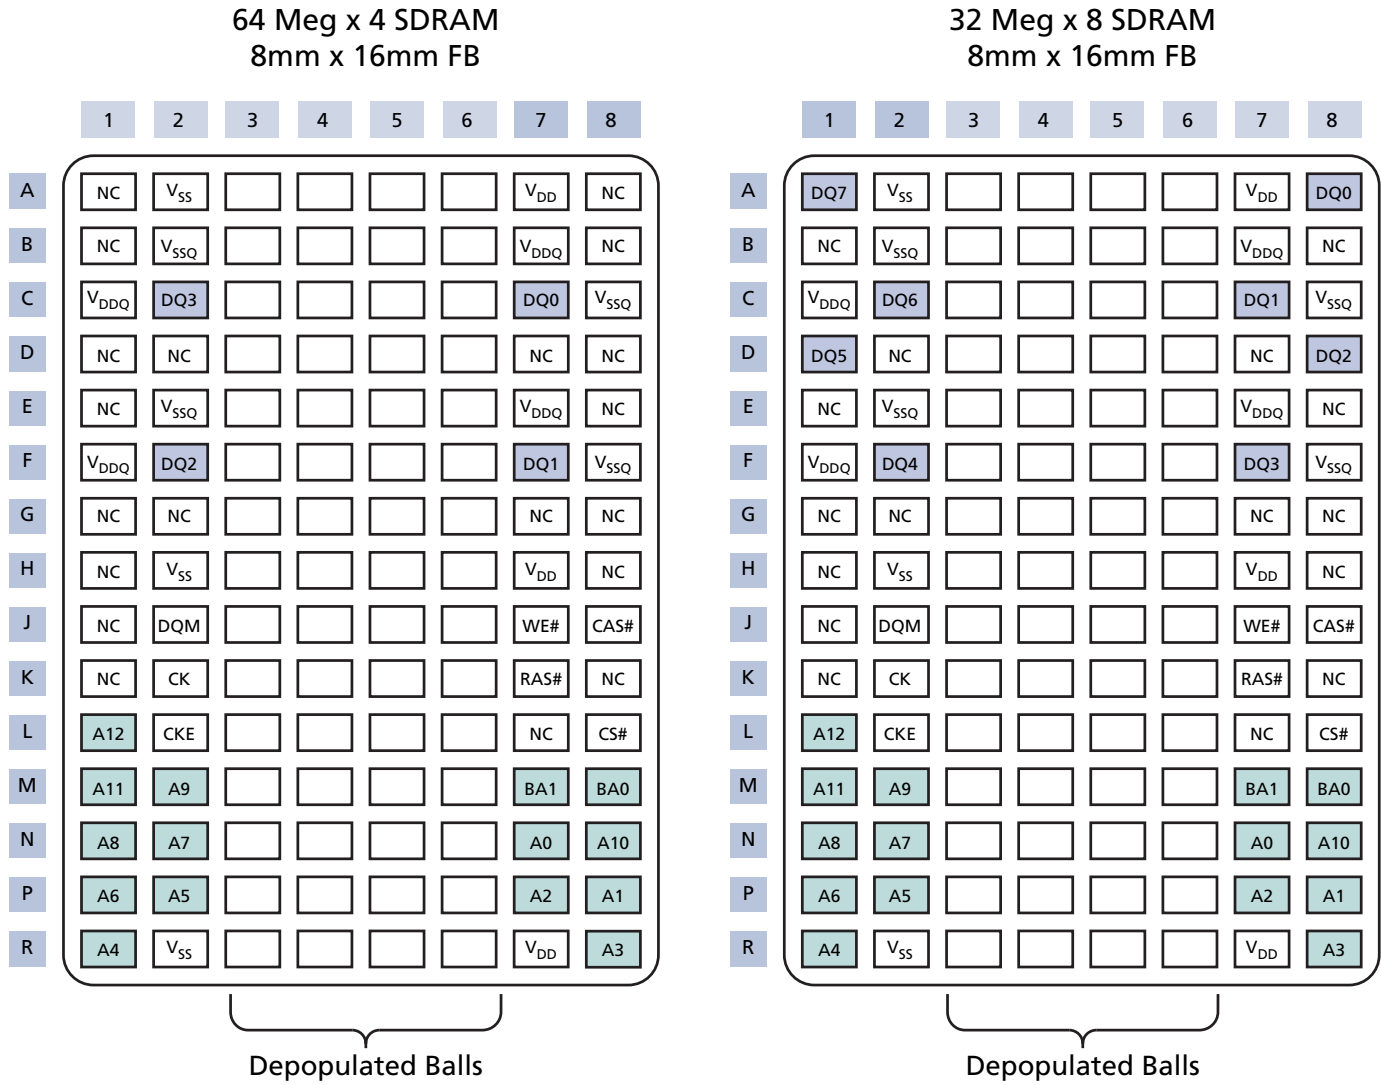 64 Meg x 4 SDRAM
8mm x 16mm FB
1 2 3 4 5 6 7 8
A NC VSS VDD NC
B NC VSSQ VDDQ NC
C VDDQ DQ3 DQ0 VSSQ
D NC NC NC NC
E NC VSSQ VDDQ NC
F VDDQ DQ2 DQ1 VSSQ
G NC NC NC NC
H NC VSS VDD NC
J NC DQM WE# CAS#
K NC CK RAS# NC
L A12 CKE NC CS#
M A11 A9 BA1 BA0
N A8 A7 A0 A10
P A6 A5 A2 A1
R A4 VSS VDD A3
Depopulated Balls
32 Meg x 8 SDRAM
8mm x 16mm FB
1 2 3 4 5 6 7 8
A DQ7 VSS VDD DQ0
B NC VSSQ VDDQ NC
C VDDQ DQ6 DQ1 VSSQ
D DQ5 NC NC DQ2
E NC VSSQ VDDQ NC
F VDDQ DQ4 DQ3 VSSQ
G NC NC NC NC
H NC VSS VDD NC
J NC DQM WE# CAS#
K NC CK RAS# NC
L A12 CKE NC CS#
M A11 A9 BA1 BA0
N A8 A7 A0 A10
P A6 A5 A2 A1
R A4 VSS VDD A3
Depopulated Balls